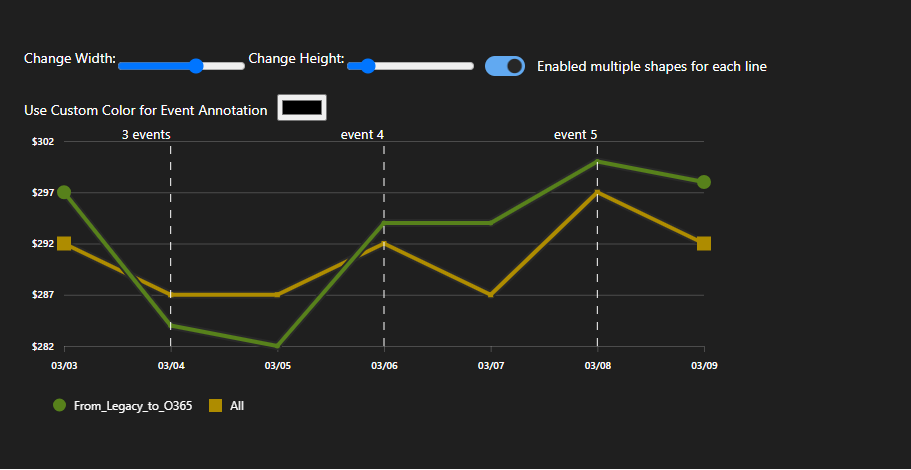 Change Width: Change Height: Enabled multiple shapes for each line
Use Custom Color for Event Annotation
3 events event 4 event 5
$302
$297
$292
$287
$282
03/03 03/04 03/05 03/06 03/07 03/08 03/09
From_Legacy_to_O365 All